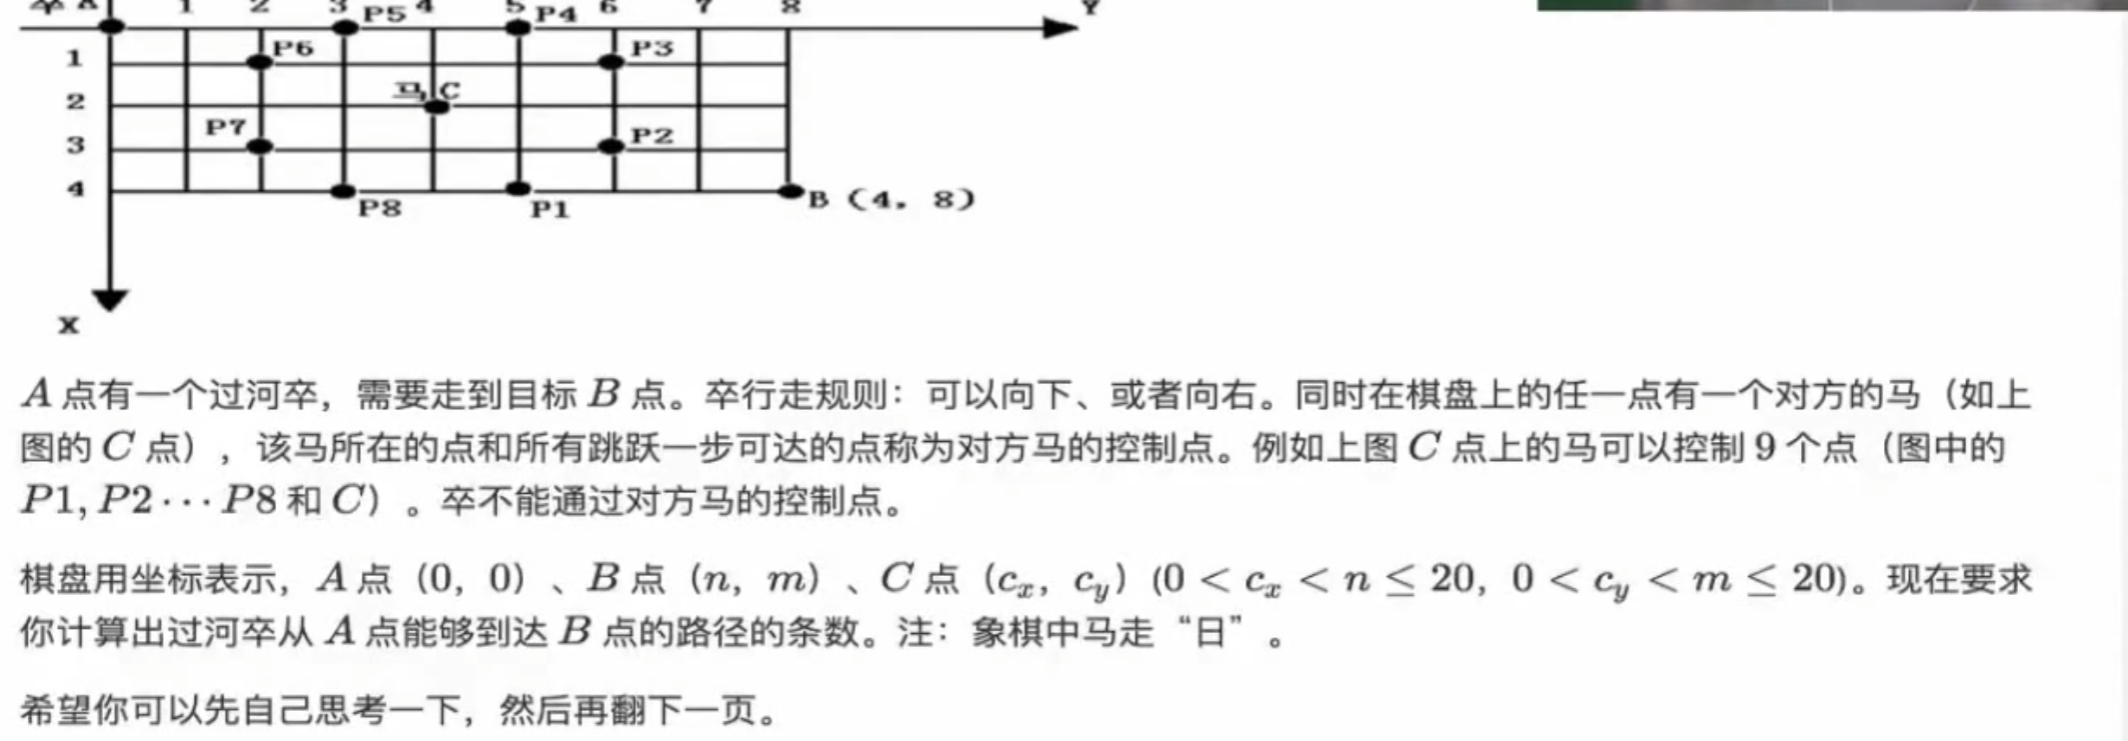 卒 A 1 2 3 P5 4 5 P4 6 7 8 Y
1 P6 P3
2 马 C
3 P7 P2
4 P8 P1 B (4, 8)
X
A 点有一个过河卒，需要走到目标 B 点。卒行走规则：可以向下、或者向右。同时在棋盘上的任一点有一个对方的马（如上
图的 C 点），该马所在的点和所有跳跃一步可达的点称为对方马的控制点。例如上图 C 点上的马可以控制 9 个点（图中的
P1, P2 ⋯ P8 和 C）。卒不能通过对方马的控制点。
棋盘用坐标表示，A 点（0，0）、B 点（n，m）、C 点（cₓ，c_y）(0 < cₓ < n ≤ 20，0 < c_y < m ≤ 20)。现在要求
你计算出过河卒从 A 点能够到达 B 点的路径的条数。注：象棋中马走“日”。
希望你可以先自己思考一下，然后再翻下一页。